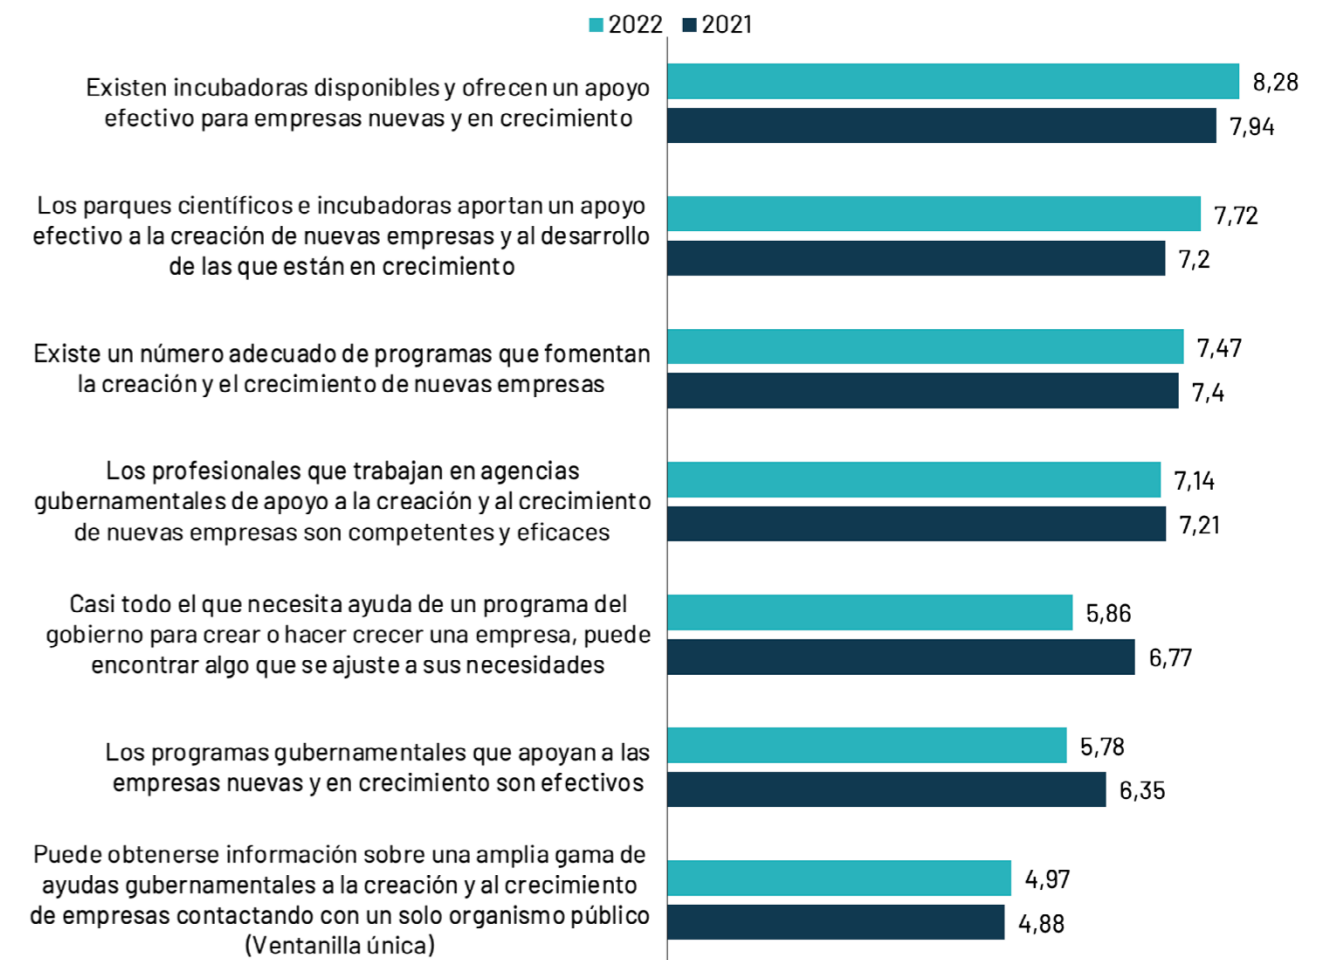 2022 2021
Existen incubadoras disponibles y ofrecen un apoyo
efectivo para empresas nuevas y en crecimiento
8,28
7,94
Los parques científicos e incubadoras aportan un apoyo
efectivo a la creación de nuevas empresas y al desarrollo
de las que están en crecimiento
7,72
7,2
Existe un número adecuado de programas que fomentan
la creación y el crecimiento de nuevas empresas
7,47
7,4
Los profesionales que trabajan en agencias
gubernamentales de apoyo a la creación y al crecimiento
de nuevas empresas son competentes y eficaces
7,14
7,21
Casi todo el que necesita ayuda de un programa del
gobierno para crear o hacer crecer una empresa, puede
encontrar algo que se ajuste a sus necesidades
5,86
6,77
Los programas gubernamentales que apoyan a las
empresas nuevas y en crecimiento son efectivos
5,78
6,35
Puede obtenerse información sobre una amplia gama de
ayudas gubernamentales a la creación y al crecimiento
de empresas contactando con un solo organismo público
(Ventanilla única)
4,97
4,88